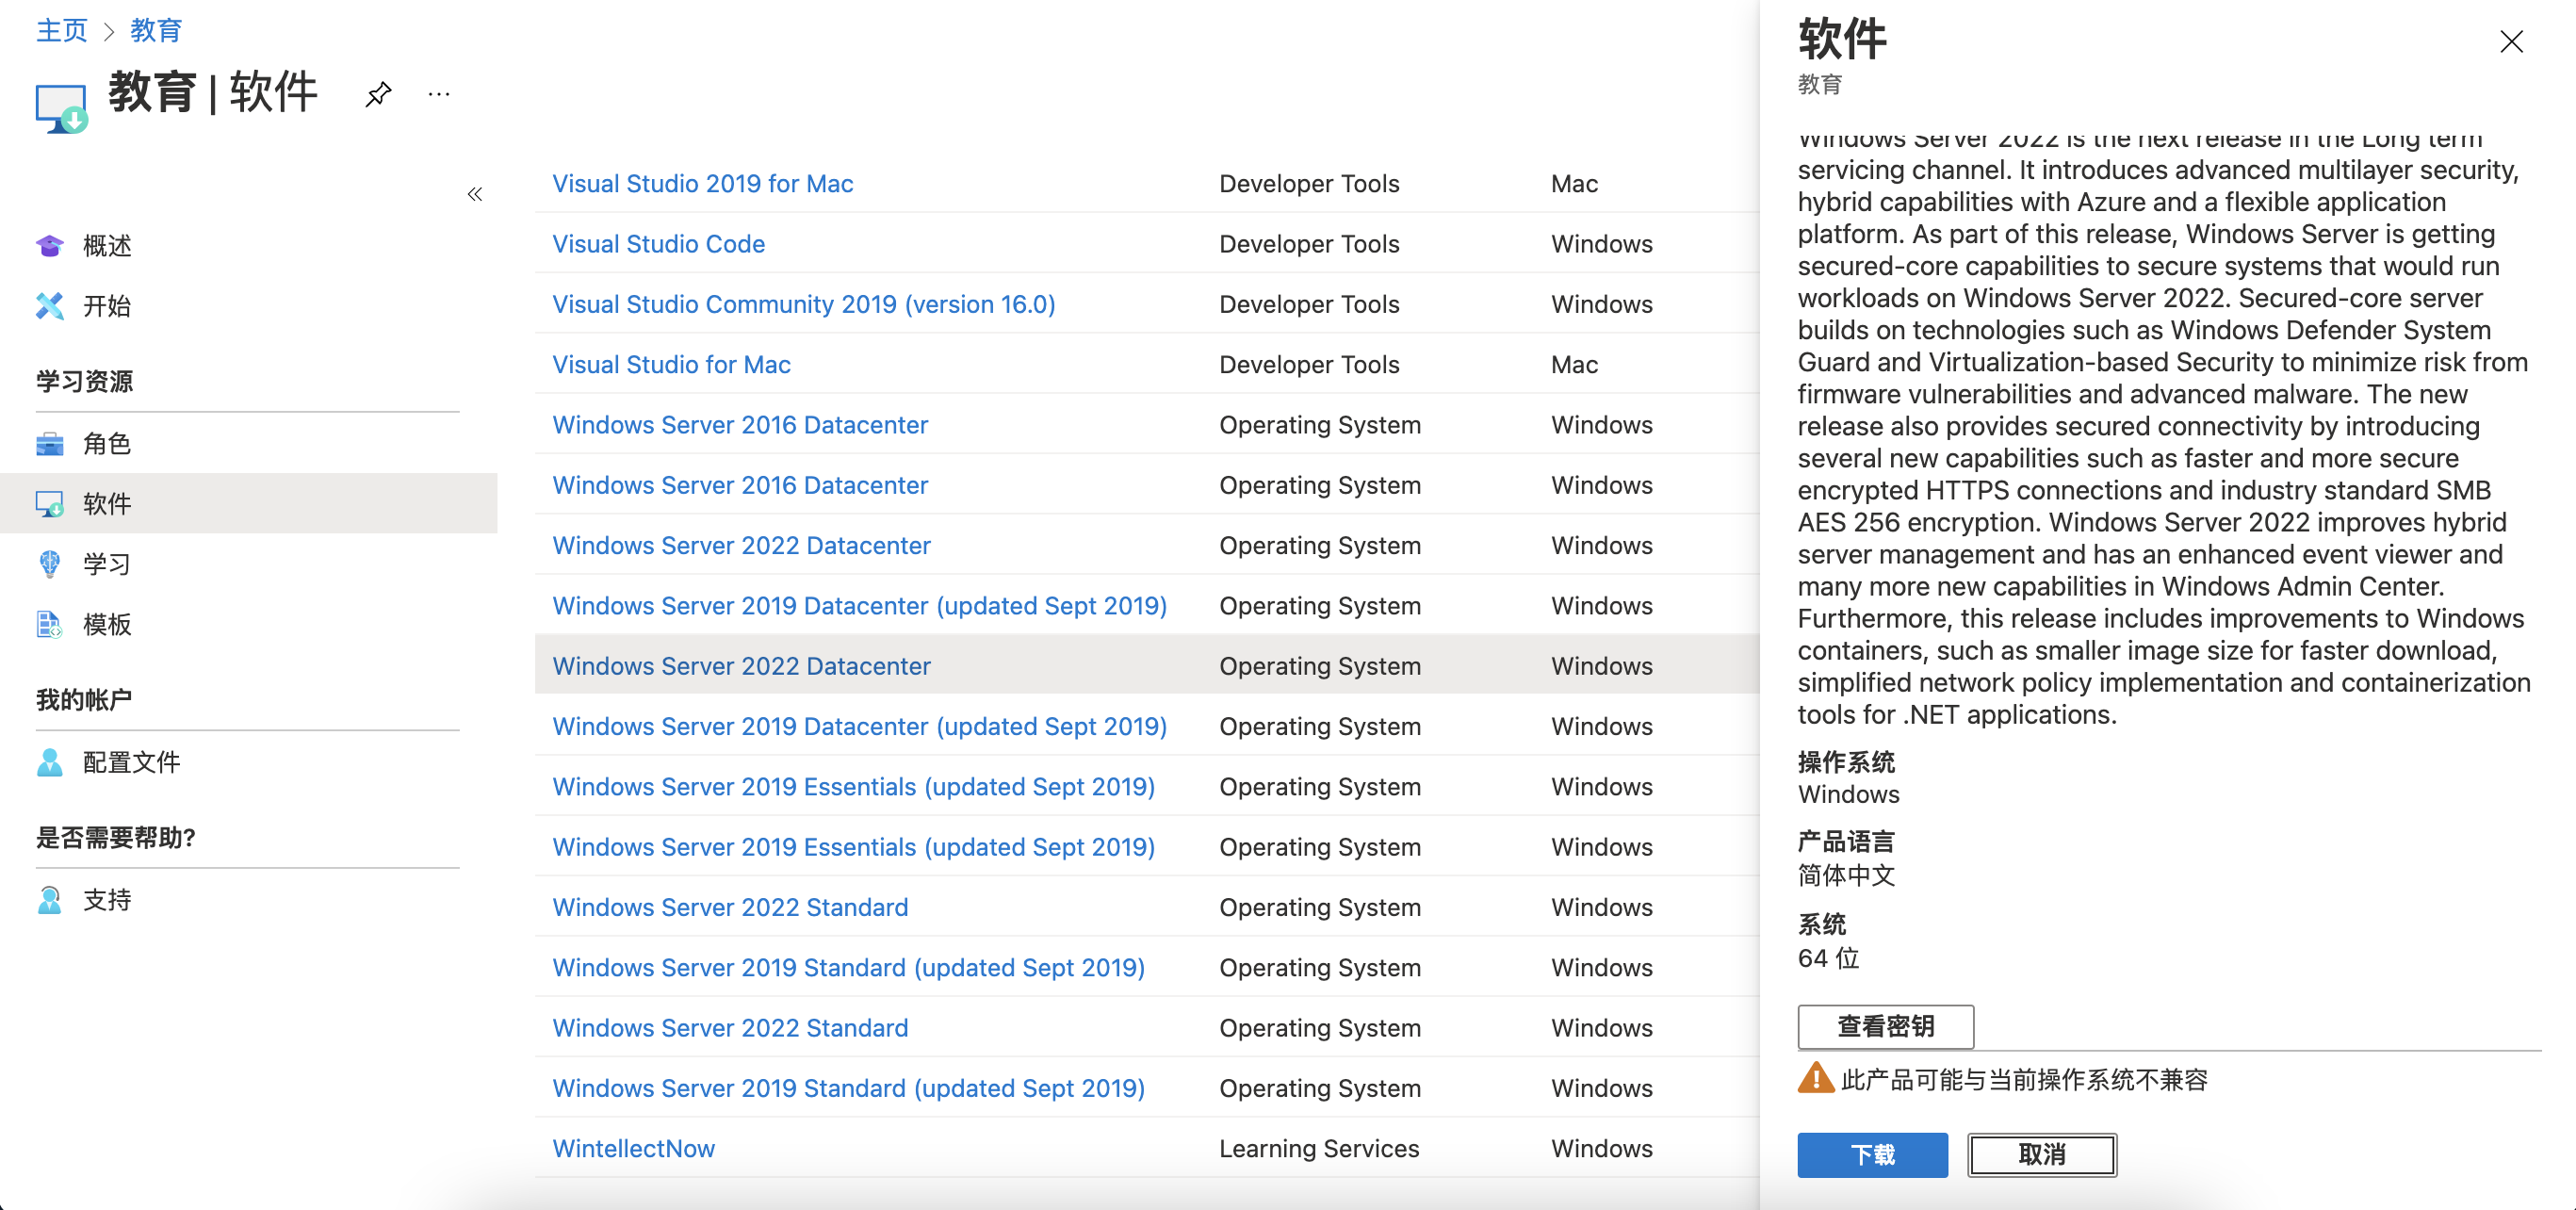 主页 > 教育
教育 | 软件
概述
开始
学习资源
角色
软件
学习
模板
我的帐户
配置文件
是否需要帮助?
支持
Visual Studio 2019 for Mac Developer Tools Mac
Visual Studio Code Developer Tools Windows
Visual Studio Community 2019 (version 16.0) Developer Tools Windows
Visual Studio for Mac Developer Tools Mac
Windows Server 2016 Datacenter Operating System Windows
Windows Server 2016 Datacenter Operating System Windows
Windows Server 2022 Datacenter Operating System Windows
Windows Server 2019 Datacenter (updated Sept 2019) Operating System Windows
Windows Server 2022 Datacenter Operating System Windows
Windows Server 2019 Datacenter (updated Sept 2019) Operating System Windows
Windows Server 2019 Essentials (updated Sept 2019) Operating System Windows
Windows Server 2019 Essentials (updated Sept 2019) Operating System Windows
Windows Server 2022 Standard Operating System Windows
Windows Server 2019 Standard (updated Sept 2019) Operating System Windows
Windows Server 2022 Standard Operating System Windows
Windows Server 2019 Standard (updated Sept 2019) Operating System Windows
WintellectNow Learning Services Windows
软件
教育
Windows Server 2022 is the next release in the Long term
servicing channel. It introduces advanced multilayer security,
hybrid capabilities with Azure and a flexible application
platform. As part of this release, Windows Server is getting
secured-core capabilities to secure systems that would run
workloads on Windows Server 2022. Secured-core server
builds on technologies such as Windows Defender System
Guard and Virtualization-based Security to minimize risk from
firmware vulnerabilities and advanced malware. The new
release also provides secured connectivity by introducing
several new capabilities such as faster and more secure
encrypted HTTPS connections and industry standard SMB
AES 256 encryption. Windows Server 2022 improves hybrid
server management and has an enhanced event viewer and
many more new capabilities in Windows Admin Center.
Furthermore, this release includes improvements to Windows
containers, such as smaller image size for faster download,
simplified network policy implementation and containerization
tools for .NET applications.
操作系统
Windows
产品语言
简体中文
系统
64 位
查看密钥
此产品可能与当前操作系统不兼容
下载 取消